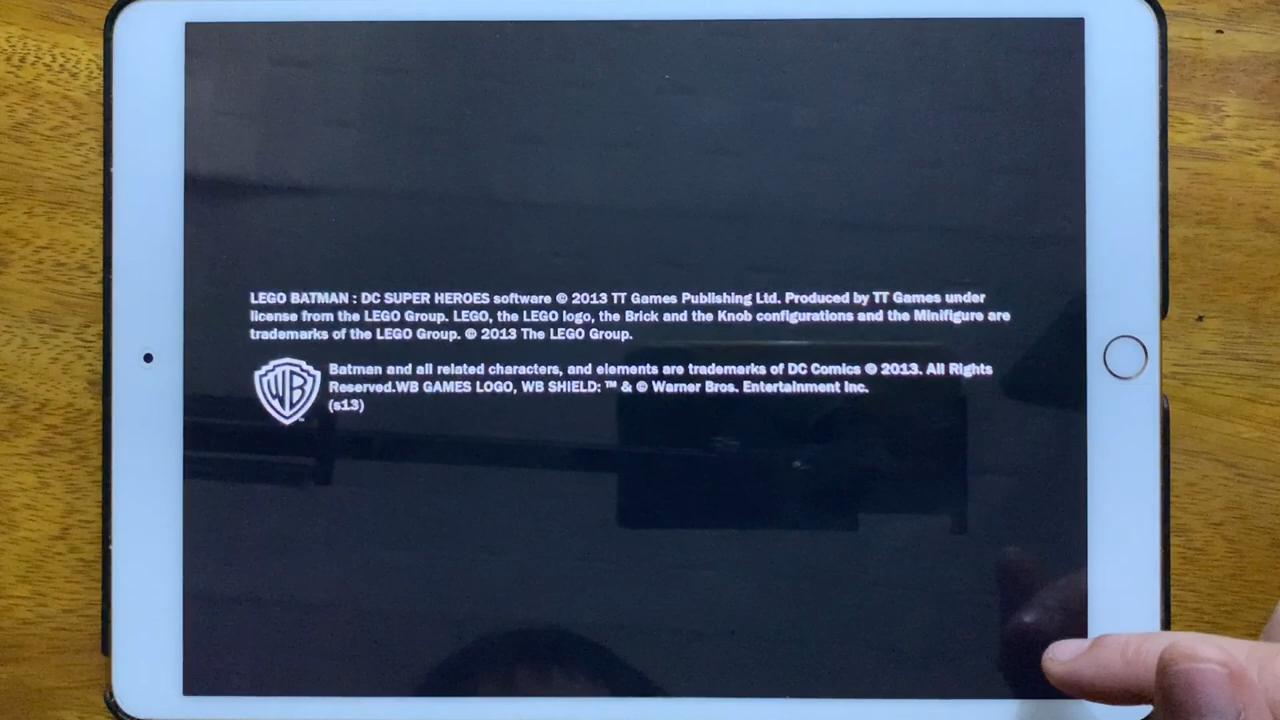 LEGO BATMAN : DC SUPER HEROES software © 2013 TT Games Publishing Ltd. Produced by TT Games under
license from the LEGO Group. LEGO, the LEGO logo, the Brick and the Knob configurations and the Minifigure are
trademarks of the LEGO Group. © 2013 The LEGO Group.
WB
Batman and all related characters, and elements are trademarks of DC Comics © 2013. All Rights
Reserved.WB GAMES LOGO, WB SHIELD: ™ & © Warner Bros. Entertainment Inc.
(s13)